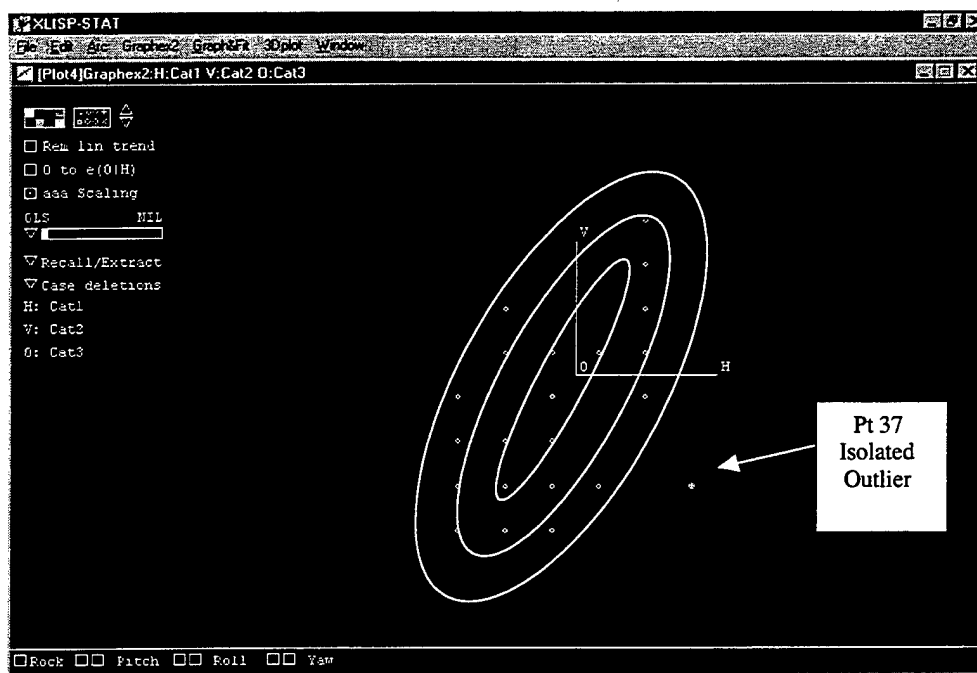 XLISP-STAT
File Edit Arc Graphex2 Graph&Fit 3Dplot Window
[Plot4]Graphex2:H:Cat1 V:Cat2 O:Cat3
Rem lin trend
O to e(O|H)
aaa Scaling
OLS NIL
Recall/Extract
Case deletions
H: Cat1
V: Cat2
O: Cat3
V
O
H
Pt 37
Isolated
Outlier
Rock Pitch Roll Yaw